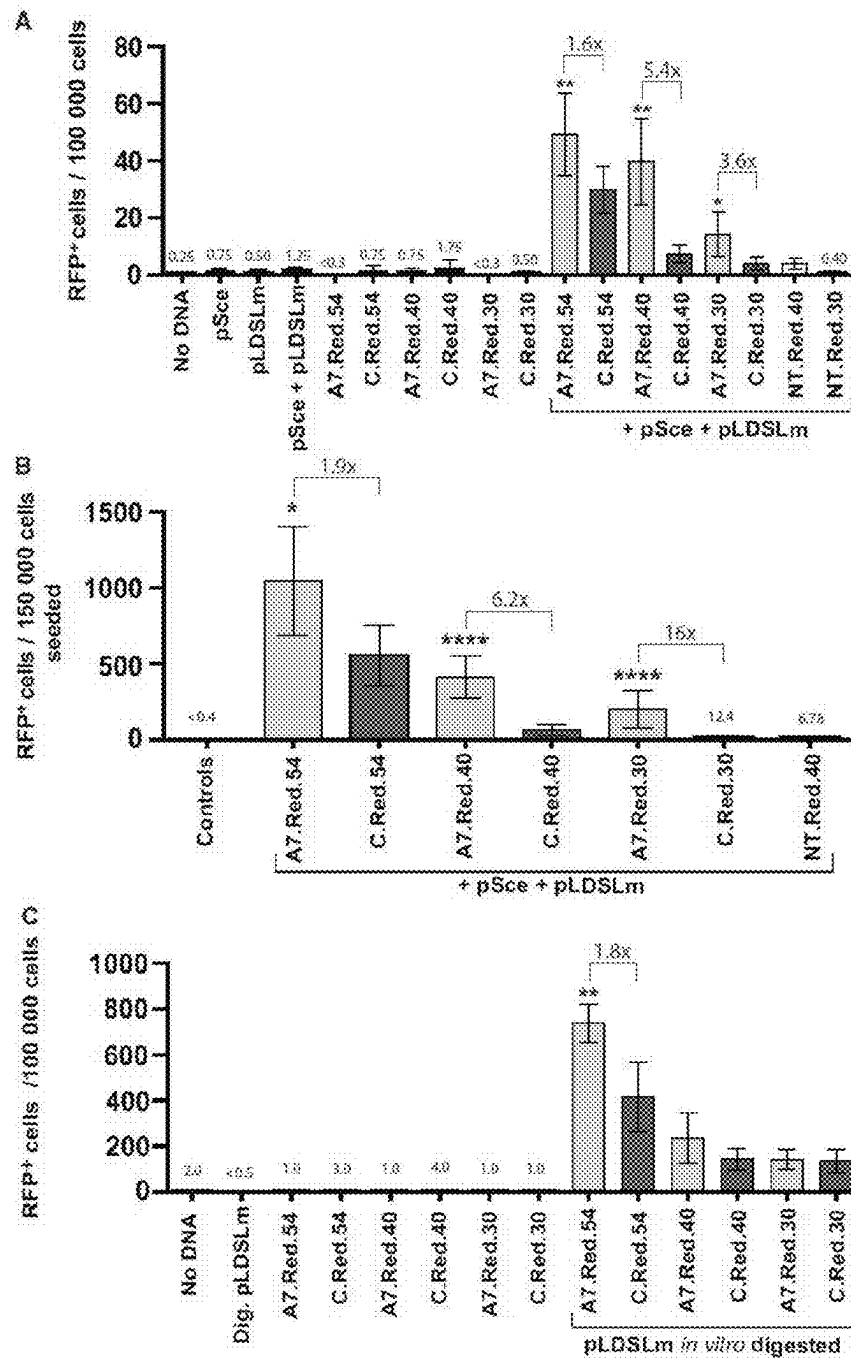 A
RFP+ cells / 100 000 cells
80
60
40
20
0
0.25 0.75 0.50 1.25 <0.3 0.75 0.75 1.75 <0.3 0.50 0.40
** ** *
1.6x 5.4x 3.6x
No DNA
pSce
pLDSLm
pSce + pLDSLm
A7.Red.54
C.Red.54
A7.Red.40
C.Red.40
A7.Red.30
C.Red.30
A7.Red.54
C.Red.54
A7.Red.40
C.Red.40
A7.Red.30
C.Red.30
NT.Red.40
NT.Red.30
+ pSce + pLDSLm
B
RFP+ cells / 150 000 cells seeded
1500
1000
500
0
<0.4 12.4 6.75
* **** ****
1.9x 6.2x 16x
Controls
A7.Red.54
C.Red.54
A7.Red.40
C.Red.40
A7.Red.30
C.Red.30
NT.Red.40
+ pSce + pLDSLm
C
RFP+ cells /100 000 cells
1000
800
600
400
200
0
2.0 <0.5 1.0 3.0 1.0 4.0 1.0 1.0
**
1.8x
No DNA
Dig. pLDSLm
A7.Red.54
C.Red.54
A7.Red.40
C.Red.40
A7.Red.30
C.Red.30
A7.Red.54
C.Red.54
A7.Red.40
C.Red.40
A7.Red.30
C.Red.30
pLDSLm in vitro digested